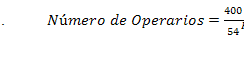 . Número de Operarios = 400/54